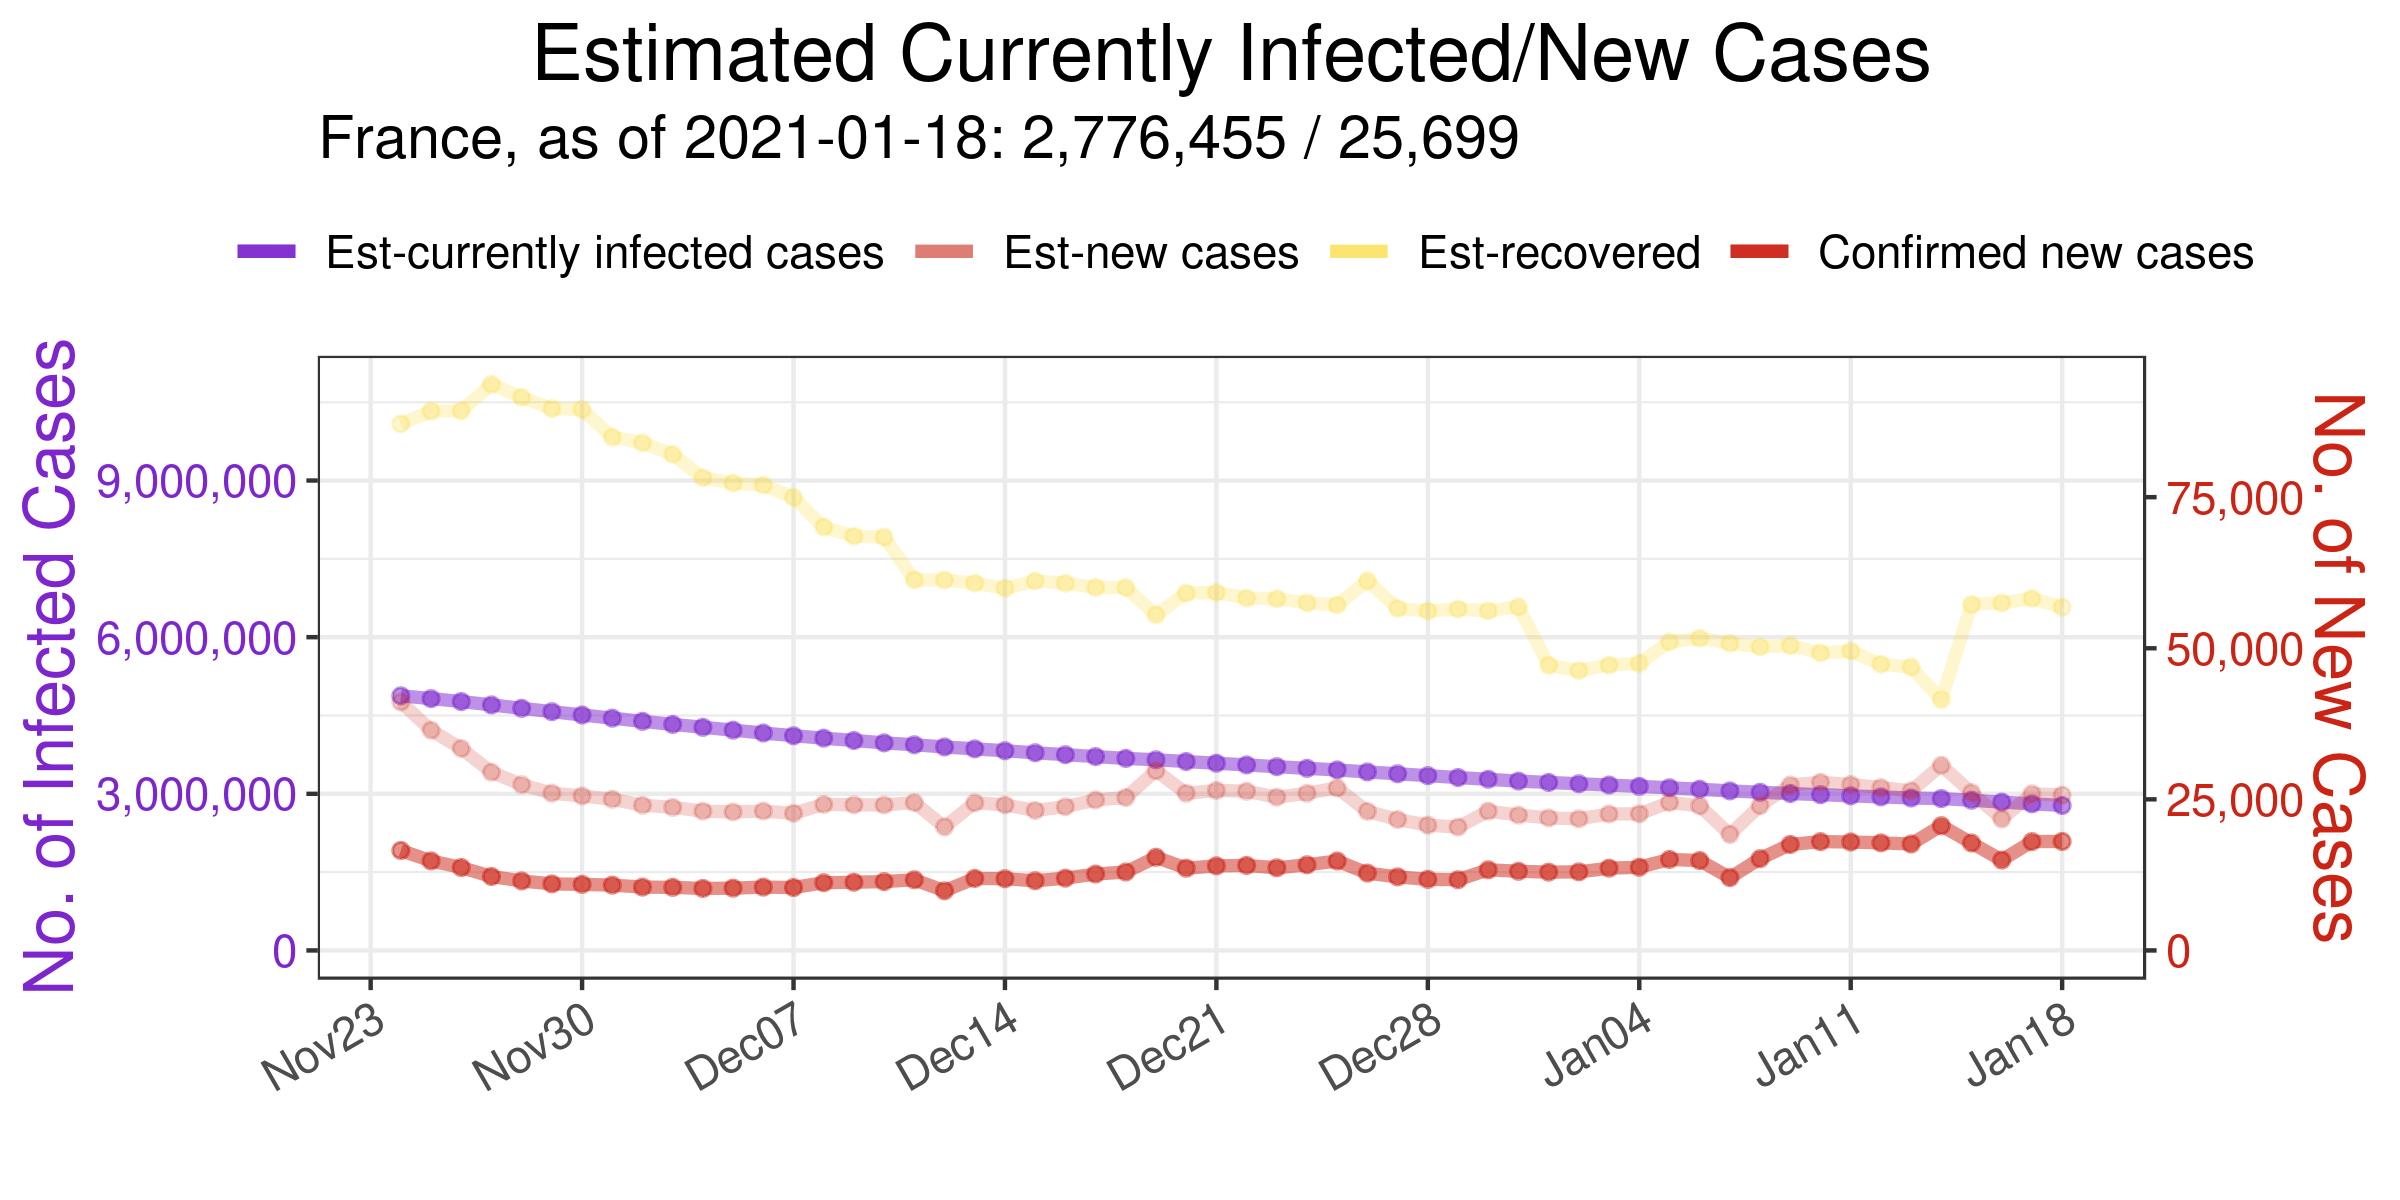 Estimated Currently Infected/New Cases
France, as of 2021-01-18: 2,776,455 / 25,699
Est-currently infected cases Est-new cases Est-recovered Confirmed new cases
No. of Infected Cases
9,000,000
6,000,000
3,000,000
0
75,000
50,000
25,000
0
No. of New Cases
Nov23 Nov30 Dec07 Dec14 Dec21 Dec28 Jan04 Jan11 Jan18